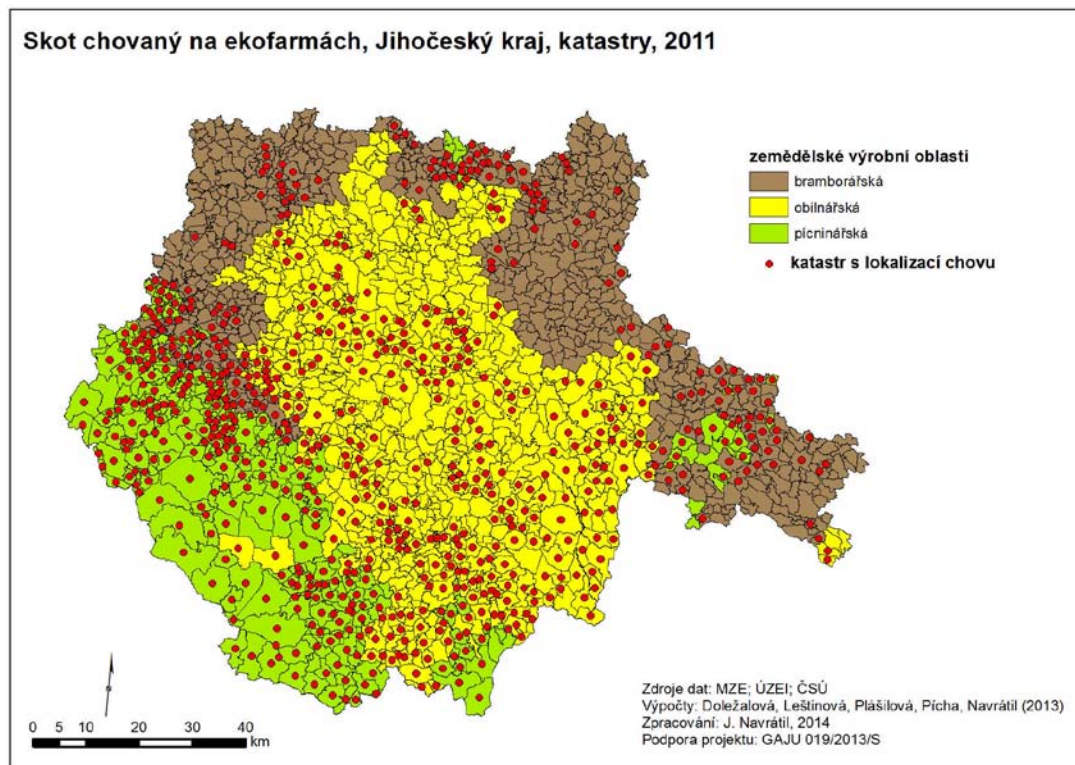 Skot chovaný na ekofarmách, Jihočeský kraj, katastry, 2011
zemědělské výrobní oblasti
bramborářská
obilnářská
pícninářská
katastr s lokalizací chovu
Zdroje dat: MZE; ÚZEI; ČSÚ
Výpočty: Doležalová, Leštinová, Plášilová, Pícha, Navrátil (2013)
Zpracování: J. Navrátil, 2014
Podpora projektu: GAJU 019/2013/S
0 5 10 20 30 40
km